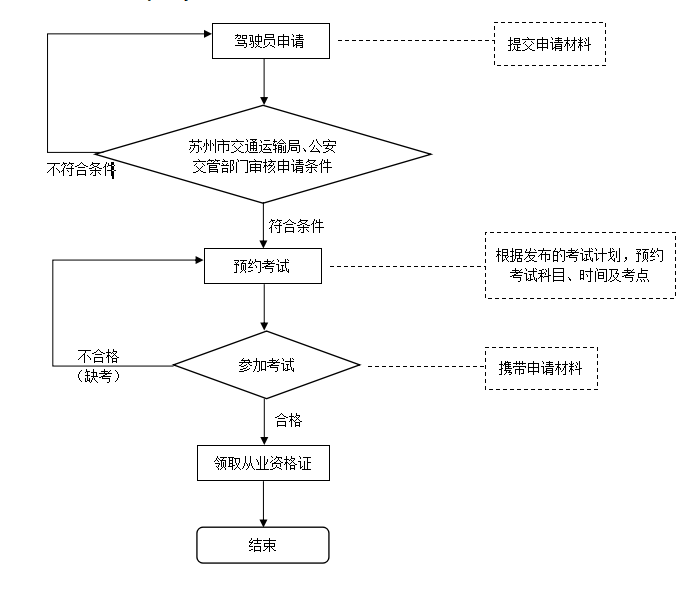 驾驶员申请
提交申请材料
苏州市交通运输局、公安
交管部门审核申请条件
不符合条件
符合条件
预约考试
根据发布的考试计划，预约
考试科目、时间及考点
不合格
（缺考）
参加考试
携带申请材料
合格
领取从业资格证
结束